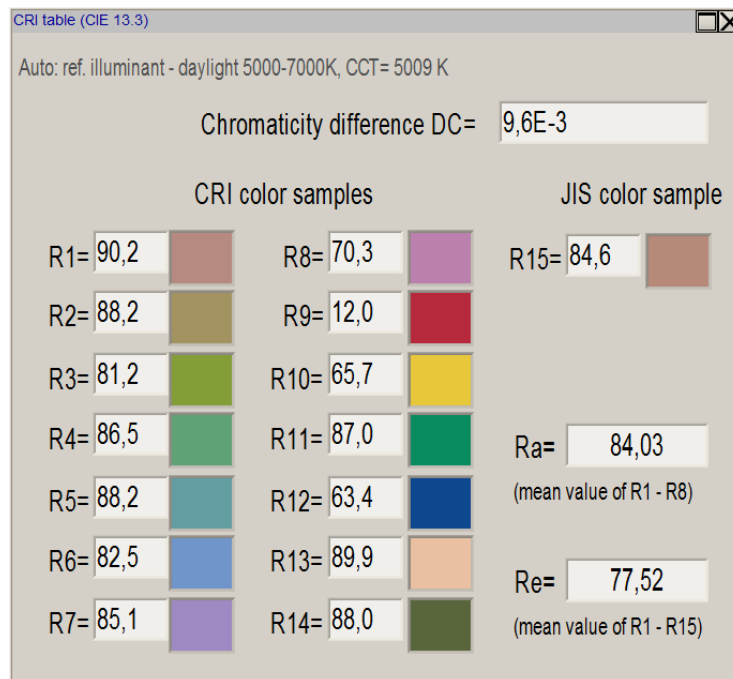 CRI table (CIE 13.3)
Auto: ref. illuminant - daylight 5000-7000K, CCT= 5009 K
Chromaticity difference DC= 9,6E-3
CRI color samples JIS color sample
R1= 90,2 R8= 70,3 R15= 84,6
R2= 88,2 R9= 12,0
R3= 81,2 R10= 65,7
R4= 86,5 R11= 87,0 Ra= 84,03
(mean value of R1 - R8)
R5= 88,2 R12= 63,4
R6= 82,5 R13= 89,9 Re= 77,52
R7= 85,1 R14= 88,0 (mean value of R1 - R15)